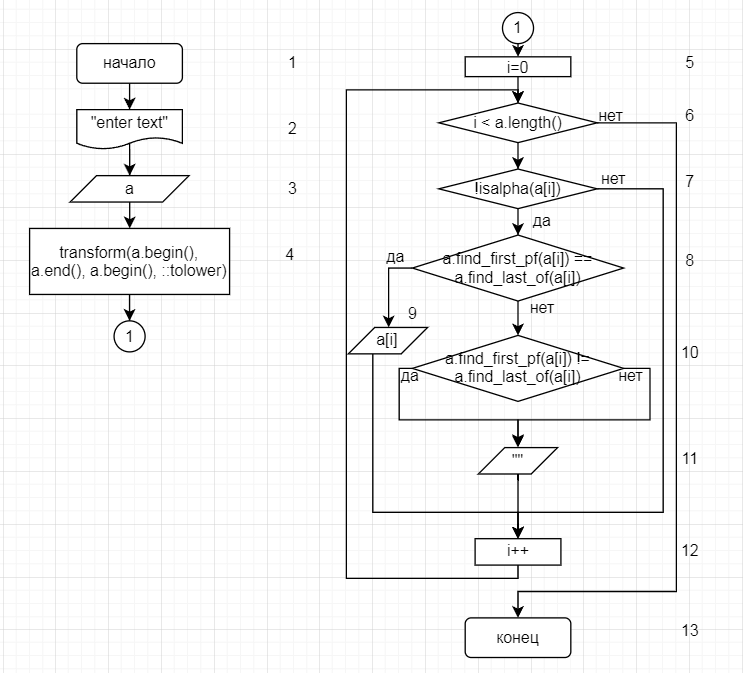 начало
1
"enter text"
2
a
3
transform(a.begin(),
a.end(), a.begin(), ::tolower)
4
1
1
i=0
5
i < a.length()
нет
6
!isalpha(a[i])
нет
7
да
a.find_first_pf(a[i]) ==
a.find_last_of(a[i])
да
8
нет
9
a[i]
a.find_first_pf(a[i]) !=
a.find_last_of(a[i])
да
нет
10
""
11
i++
12
конец
13